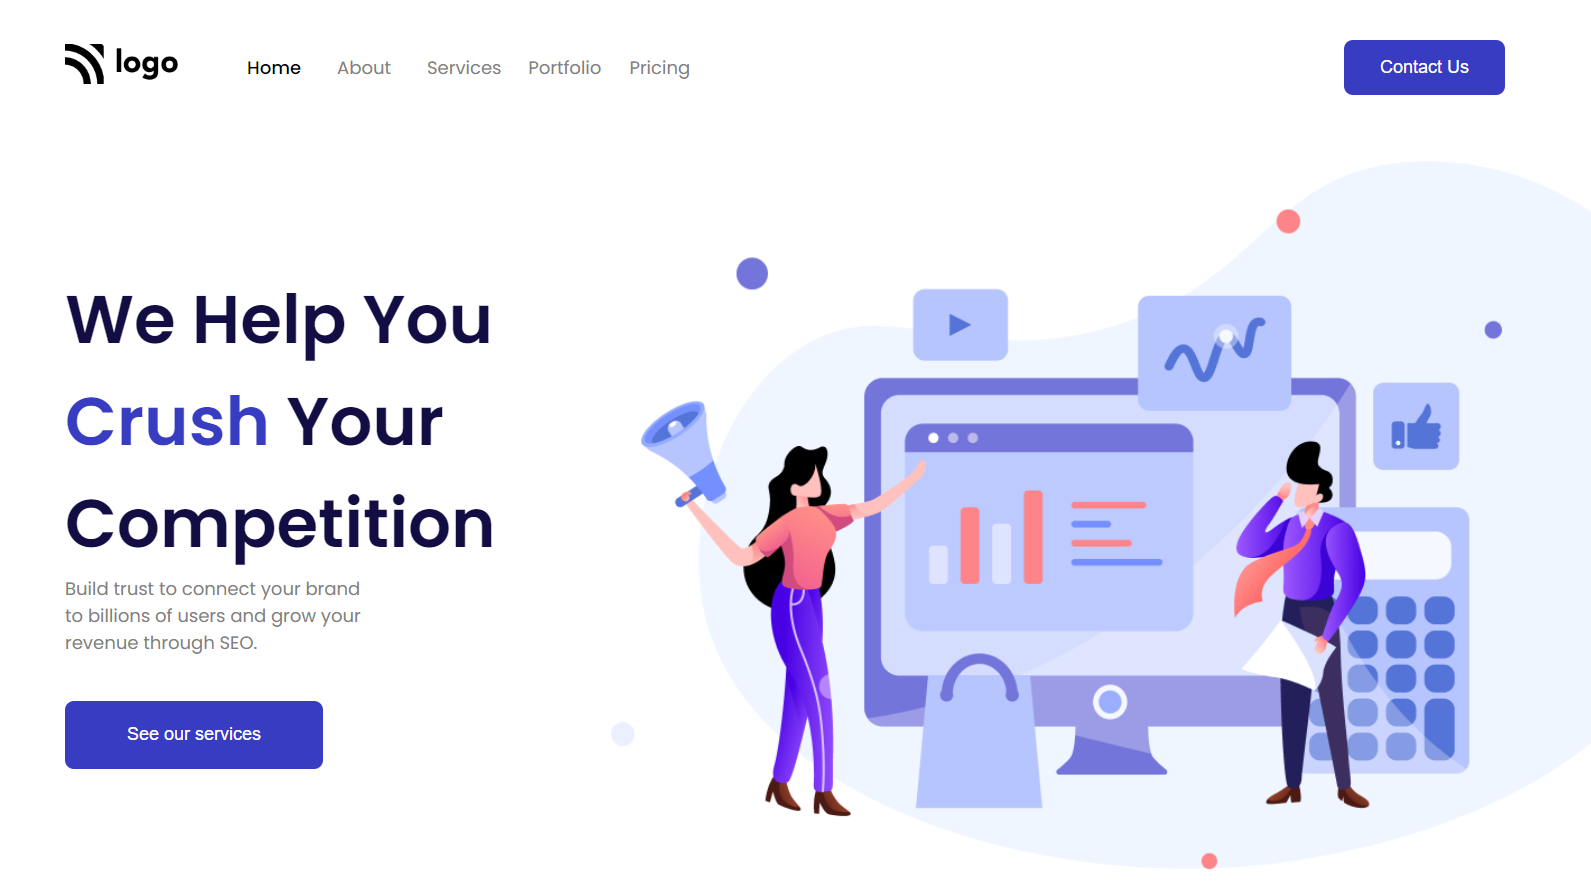 logo
Home About Services Portfolio Pricing
Contact Us
We Help You
Crush Your
Competition
Build trust to connect your brand
to billions of users and grow your
revenue through SEO.
See our services